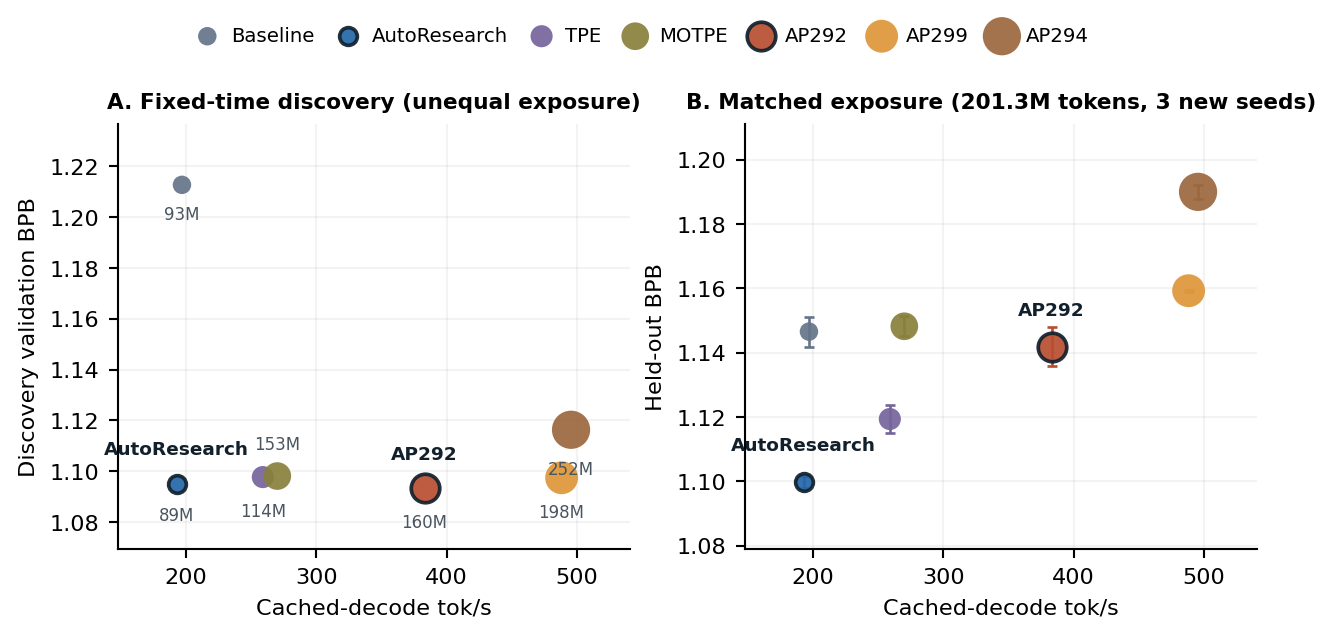 Baseline AutoResearch TPE MOTPE AP292 AP299 AP294
A. Fixed-time discovery (unequal exposure)
Discovery validation BPB
1.22
1.20
1.18
1.16
1.14
1.12
1.10
1.08
93M
AutoResearch
153M
AP292
252M
89M
114M
160M
198M
200 300 400 500
Cached-decode tok/s
B. Matched exposure (201.3M tokens, 3 new seeds)
Held-out BPB
1.20
1.18
1.16
1.14
1.12
1.10
1.08
AP292
AutoResearch
200 300 400 500
Cached-decode tok/s